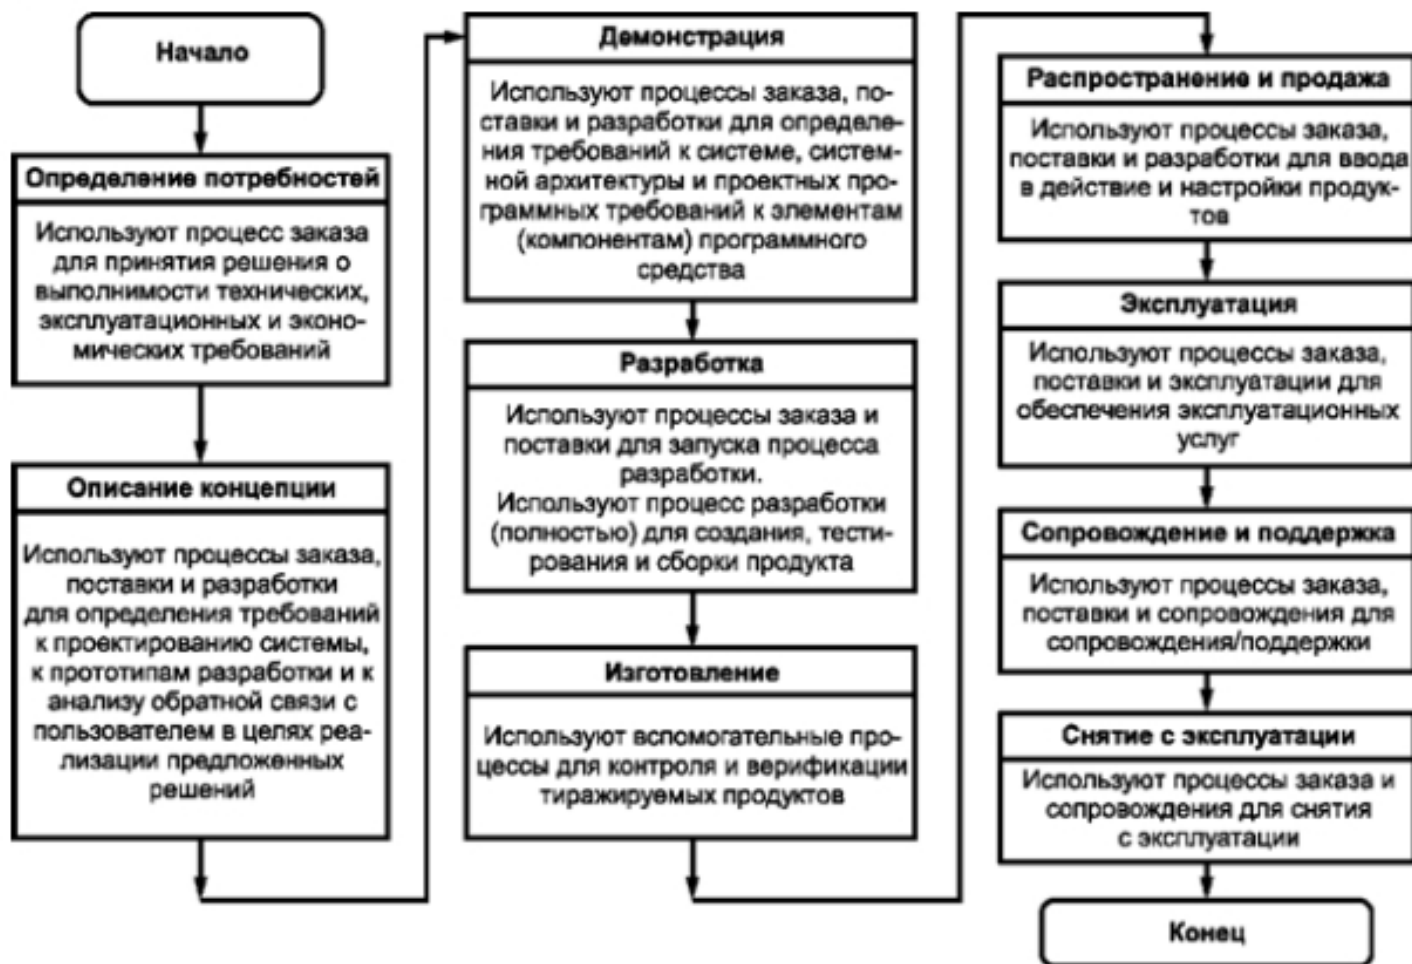 Начало
Определение потребностей
Используют процесс заказа
для принятия решения о
выполнимости технических,
эксплуатационных и эконо-
мических требований
Описание концепции
Используют процессы заказа,
поставки и разработки
для определения требований
к проектированию системы,
к прототипам разработки и к
анализу обратной связи с
пользователем в целях реа-
лизации предложенных
решений
Демонстрация
Используют процессы заказа, по-
ставки и разработки для определе-
ния требований к системе, систем-
ной архитектуры и проектных про-
граммных требований к элементам
(компонентам) программного
средства
Разработка
Используют процессы заказа и
поставки для запуска процесса
разработки.
Используют процесс разработки
(полностью) для создания, тести-
рования и сборки продукта
Изготовление
Используют вспомогательные про-
цессы для контроля и верификации
тиражируемых продуктов
Распространение и продажа
Используют процессы заказа,
поставки и разработки для ввода
в действие и настройки продук-
тов
Эксплуатация
Используют процессы заказа,
поставки и эксплуатации для
обеспечения эксплуатационных
услуг
Сопровождение и поддержка
Используют процессы заказа,
поставки и сопровождения для
сопровождения/поддержки
Снятие с эксплуатации
Используют процессы заказа и
сопровождения для снятия
с эксплуатации
Конец